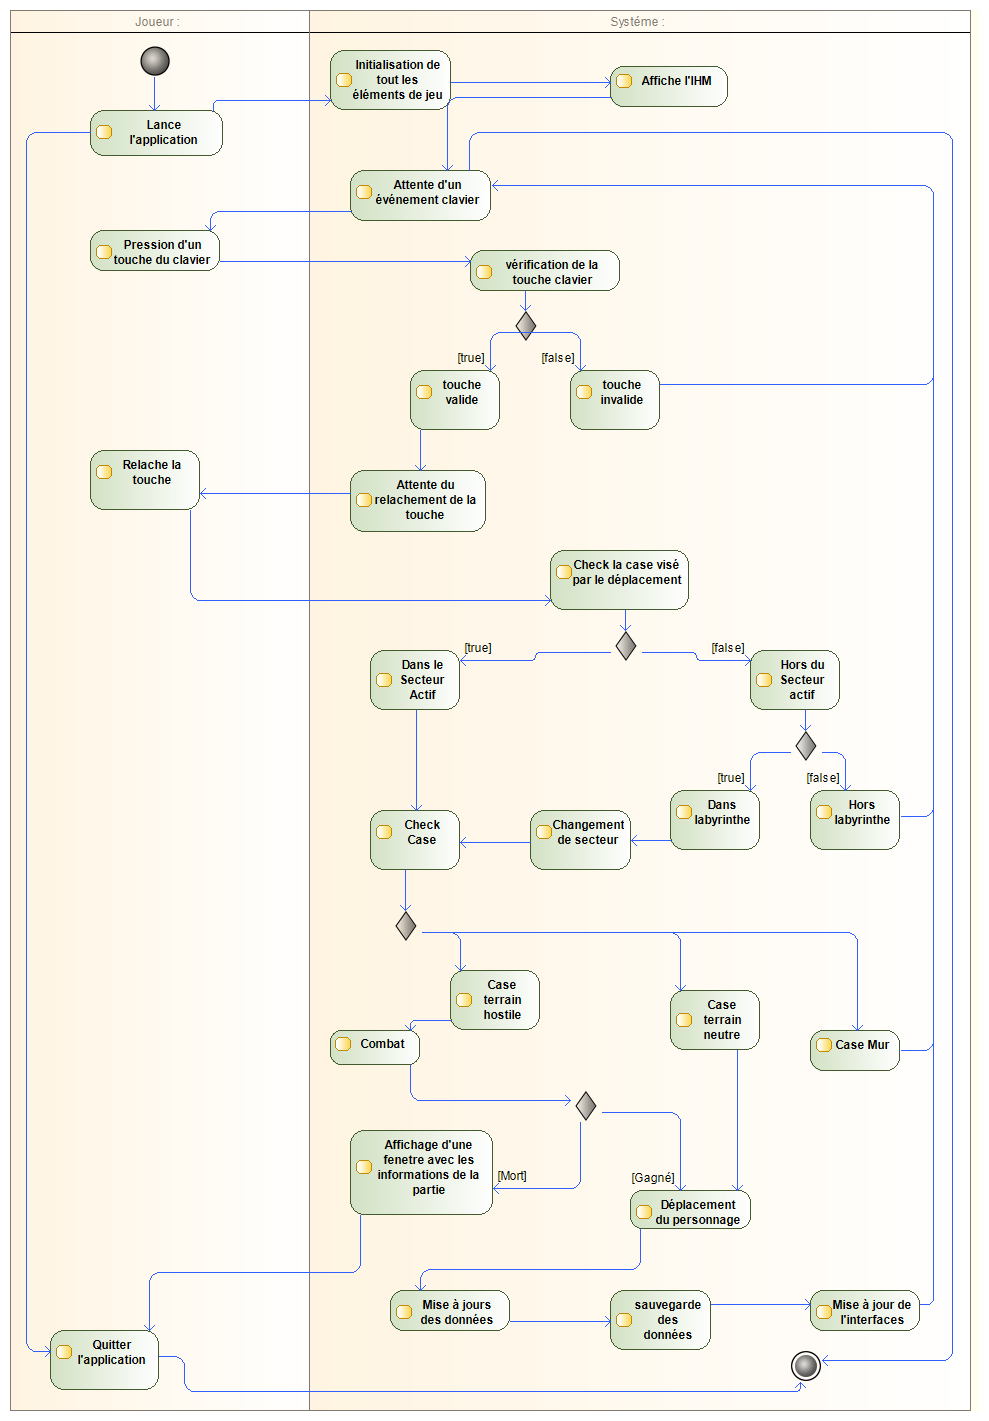 Joueur :
Systéme :
Initialisation de
tout les
éléments de jeu
Affiche l'IHM
Lance
l'application
Attente d'un
événement clavier
Pression d'un
touche du clavier
vérification de la
touche clavier
[true]
[false]
touche
valide
touche
invalide
Relache la
touche
Attente du
relachement de la
touche
Check la case visé
par le déplacement
[true]
[false]
Dans le
Secteur
Actif
Hors du
Secteur
actif
[true]
[false]
Dans
labyrinthe
Hors
labyrinthe
Check
Case
Changement
de secteur
Case
terrain
hostile
Case
terrain
neutre
Combat
Case Mur
Affichage d'une
fenetre avec les
informations de la
partie
[Mort]
[Gagné]
Déplacement
du personnage
Mise à jours
des données
sauvegarde
des
données
Mise à jour de
l'interfaces
Quitter
l'application